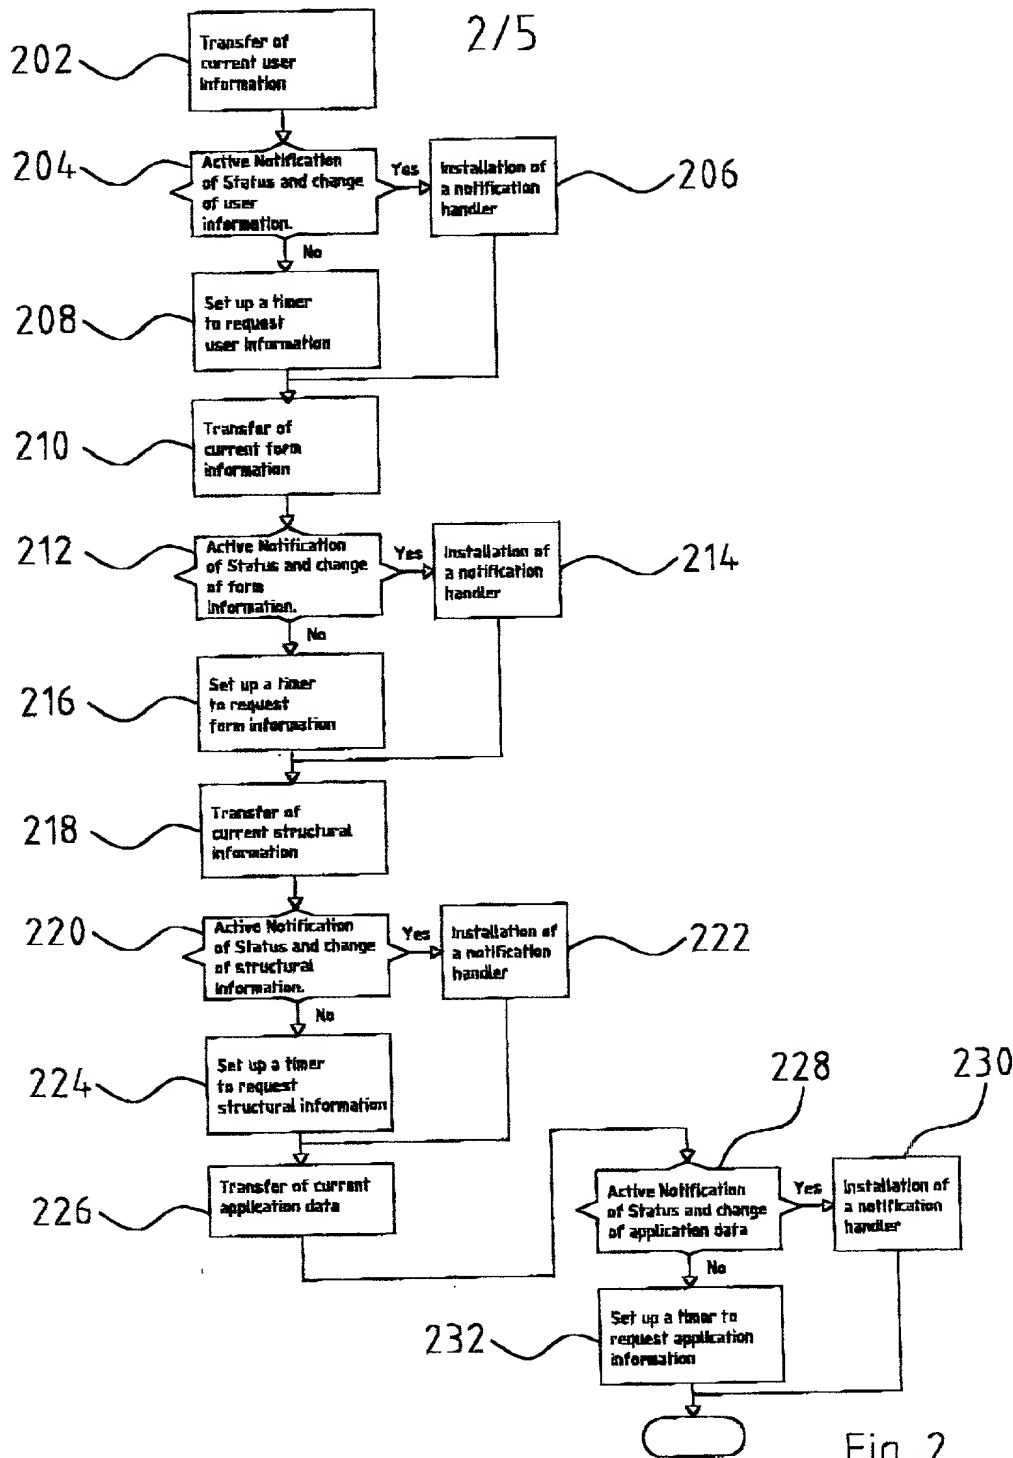 2/5
202
Transfer of
current user
information
204
Active Notification
of Status and change
of user
information.
Yes
Installation of
a notification
handler
206
No
208
Set up a timer
to request
user information
210
Transfer of
current form
information
212
Active Notification
of Status and change
of form
information.
Yes
Installation of
a notification
handler
214
No
216
Set up a timer
to request
form information
218
Transfer of
current structural
information
220
Active Notification
of Status and change
of structural
information.
Yes
Installation of
a notification
handler
222
No
224
Set up a timer
to request
structural information
226
Transfer of current
application data
228
230
Active Notification
of Status and change
of application data
Yes
Installation of
a notification
handler
No
232
Set up a timer to
request application
information
Fig. 2